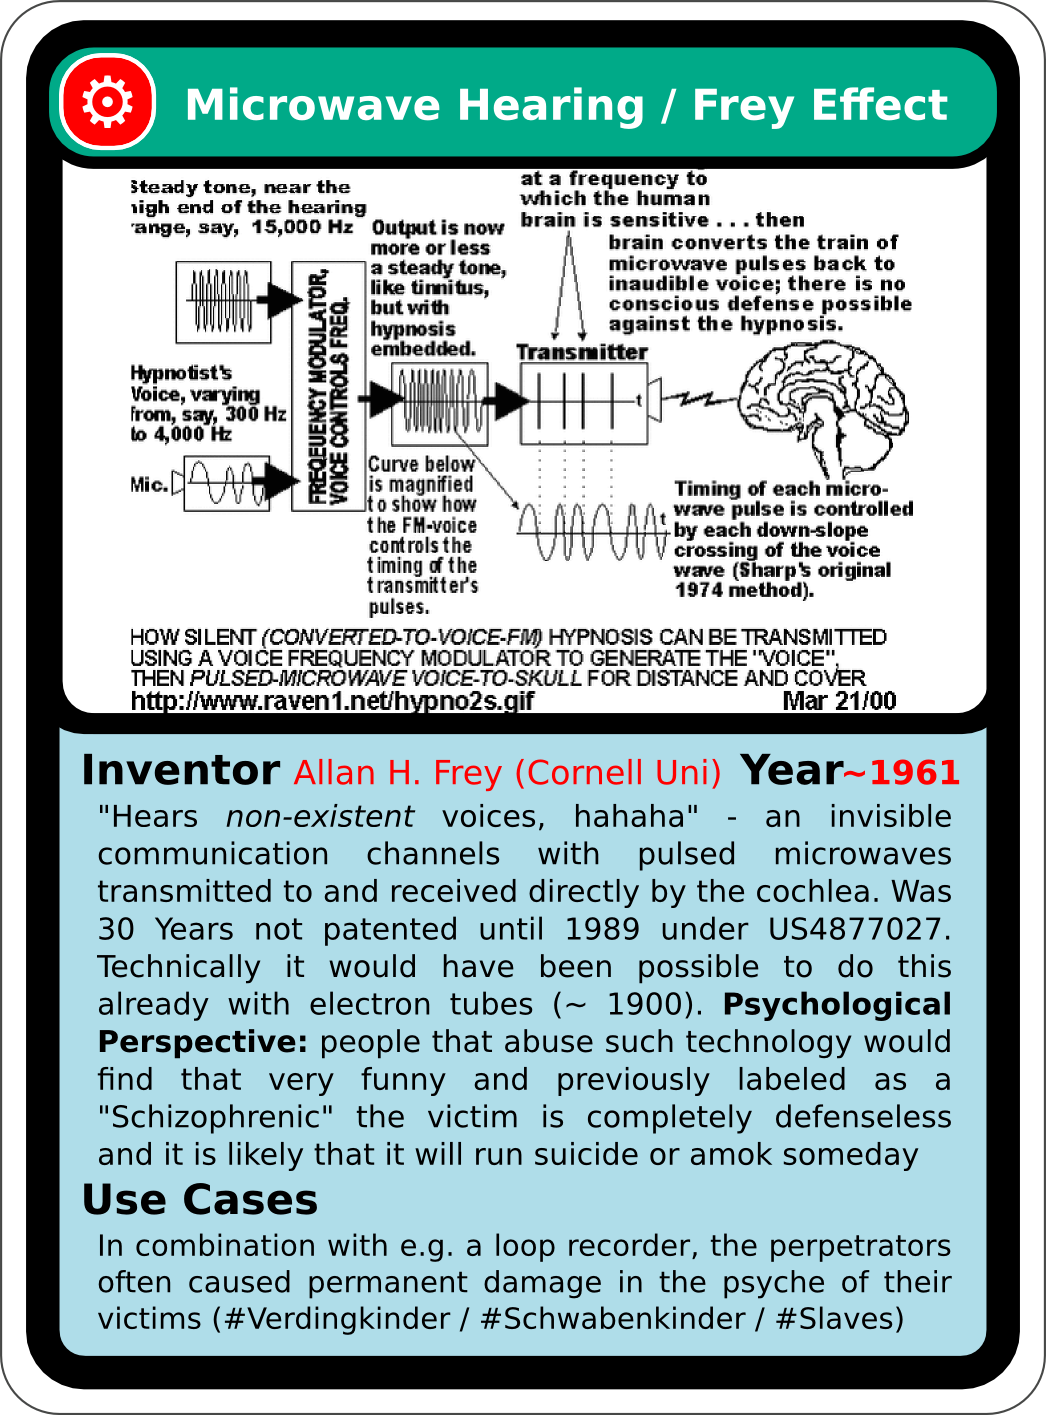 Microwave Hearing / Frey Effect
Steady tone, near the
high end of the hearing
range, say, 15,000 Hz
Output is now
more or less
a steady tone,
like tinnitus,
but with
hypnosis
embedded.
at a frequency to
which the human
brain is sensitive . . . then
brain converts the train of
microwave pulses back to
inaudible voice; there is no
conscious defense possible
against the hypnosis.
FREQEUNCY MODULATOR,
VOICE CONTROLS FREQ.
Transmitter
t
Hypnotist's
Voice, varying
from, say, 300 Hz
to 4,000 Hz
Mic.
Curve below
is magnified
to show how
the FM-voice
controls the
timing of the
transmitter's
pulses.
t
Timing of each micro-
wave pulse is controlled
by each down-slope
crossing of the voice
wave (Sharp's original
1974 method).
HOW SILENT (CONVERTED-TO-VOICE-FM) HYPNOSIS CAN BE TRANSMITTED
USING A VOICE FREQUENCY MODULATOR TO GENERATE THE "VOICE",
THEN PULSED-MICROWAVE VOICE-TO-SKULL FOR DISTANCE AND COVER
http://www.raven1.net/hypno2s.gif Mar 21/00
Inventor Allan H. Frey (Cornell Uni) Year~1961
"Hears non-existent voices, hahaha" - an invisible
communication channels with pulsed microwaves
transmitted to and received directly by the cochlea. Was
30 Years not patented until 1989 under US4877027.
Technically it would have been possible to do this
already with electron tubes (~ 1900). Psychological
Perspective: people that abuse such technology would
find that very funny and previously labeled as a
"Schizophrenic" the victim is completely defenseless
and it is likely that it will run suicide or amok someday
Use Cases
In combination with e.g. a loop recorder, the perpetrators
often caused permanent damage in the psyche of their
victims (#Verdingkinder / #Schwabenkinder / #Slaves)